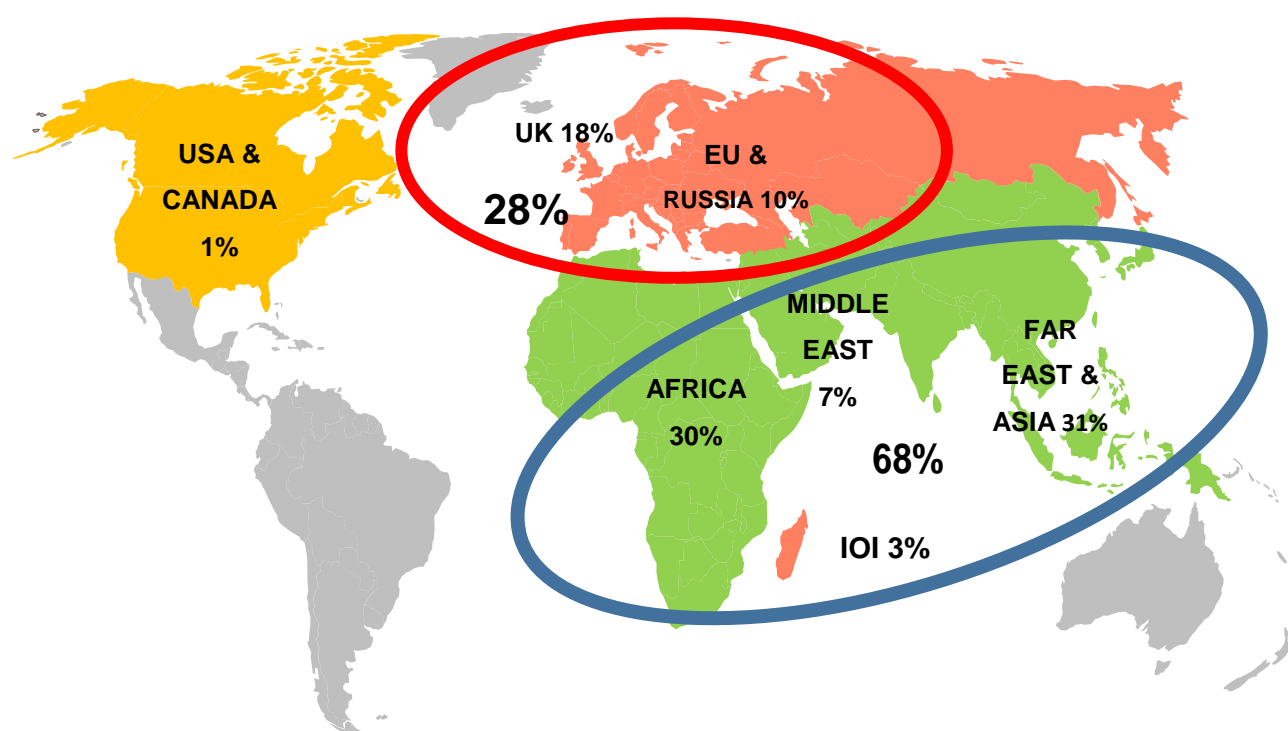 USA &
CANADA
1%
UK 18%
28%
EU &
RUSSIA 10%
MIDDLE
EAST
7%
AFRICA
30%
FAR
EAST &
ASIA 31%
68%
IOI 3%